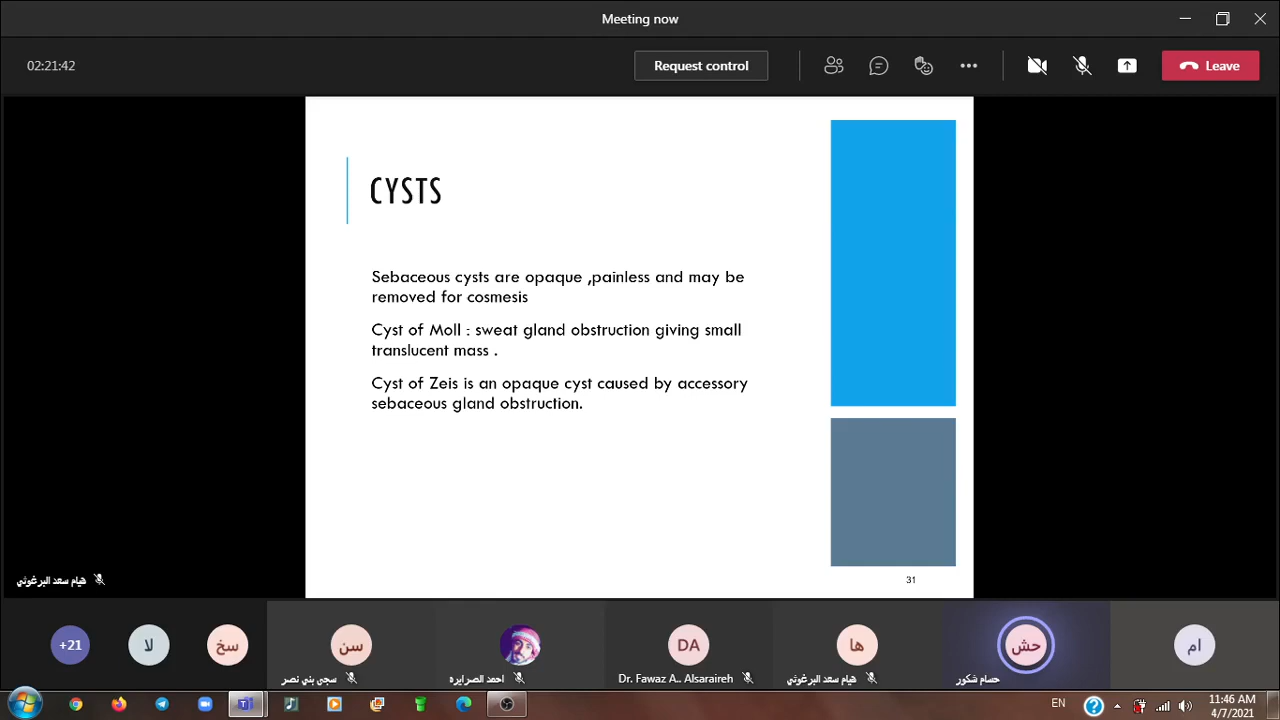 Meeting now
02:21:42
Request control
Leave
CYSTS
Sebaceous cysts are opaque ,painless and may be
removed for cosmesis
Cyst of Moll : sweat gland obstruction giving small
translucent mass .
Cyst of Zeis is an opaque cyst caused by accessory
sebaceous gland obstruction.
31
هيام سعد البرغوثي
+21
لا
سخ
سن
DA
ها
حش
ام
سجى بني نصر
احمد الصرايره
Dr. Fawaz A.. Alsaraireh
هيام سعد البرغوثي
حسام شكور
EN
11:46 AM
4/7/2021